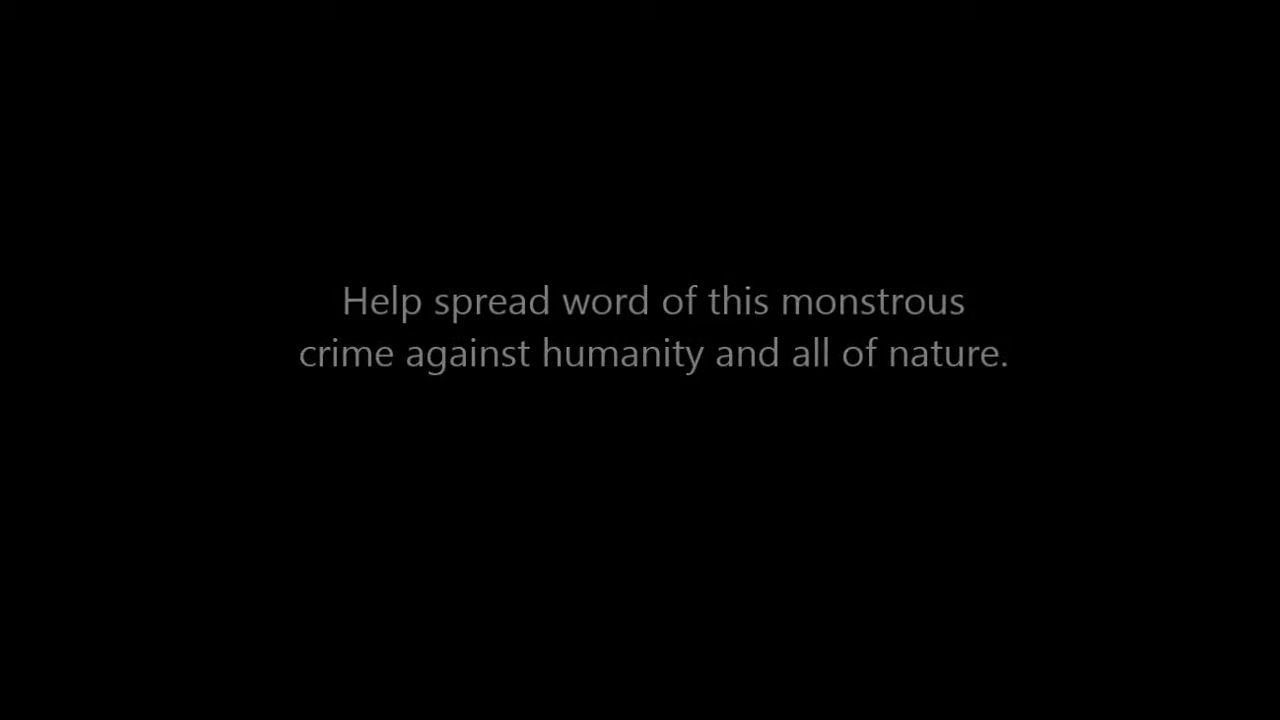 Help spread word of this monstrous
crime against humanity and all of nature.